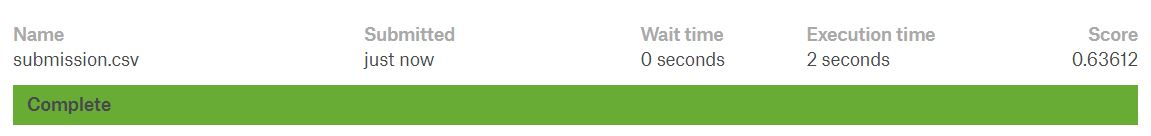 Name Submitted Wait time Execution time Score
submission.csv just now 0 seconds 2 seconds 0.63612
Complete